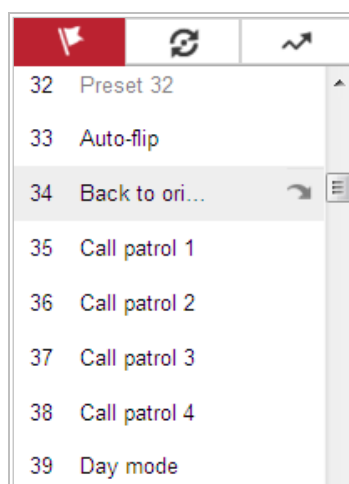 32 Preset 32
33 Auto-flip
34 Back to ori...
35 Call patrol 1
36 Call patrol 2
37 Call patrol 3
38 Call patrol 4
39 Day mode